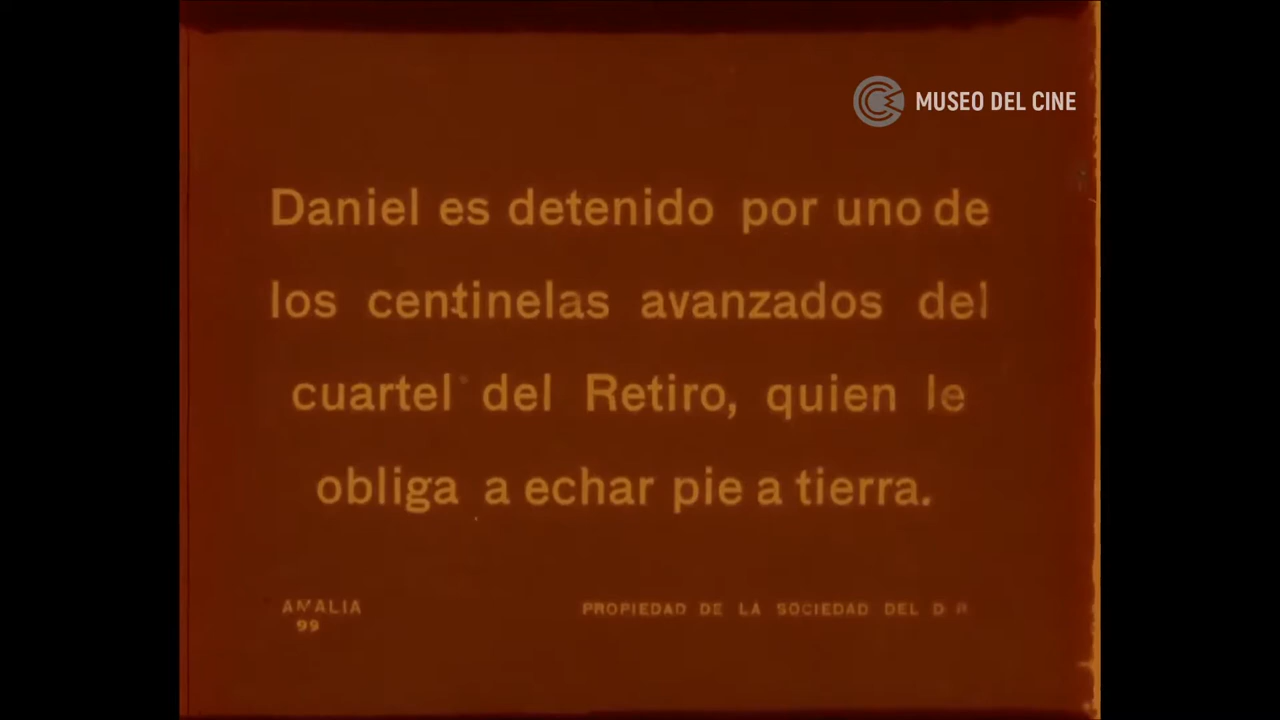 MUSEO DEL CINE
Daniel es detenido por uno de
los centinelas avanzados del
cuartel del Retiro, quien le
obliga a echar pie a tierra.
AMALIA
99
PROPIEDAD DE LA SOCIEDAD DEL D